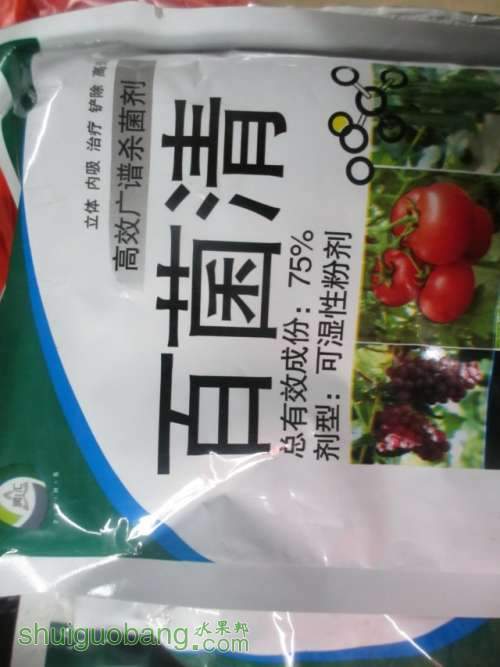 立体 内吸 治疗 铲除
高效广谱杀菌剂
百菌清
总有效成份：75%
剂型：可湿性粉剂
shuiguobang.com
水果邦